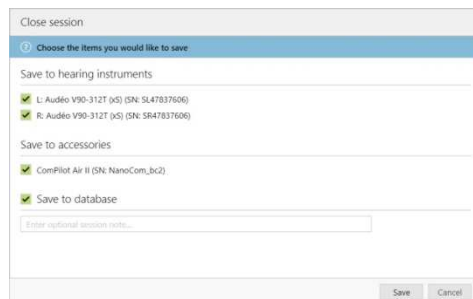 Close session
Choose the items you would like to save
Save to hearing instruments
L: Audéo V90-312T (xS) (SN: SL47837606)
R: Audéo V90-312T (xS) (SN: SR47837606)
Save to accessories
ComPilot Air II (SN: NanoCom_bc2)
Save to database
Enter optional session note...
Save Cancel